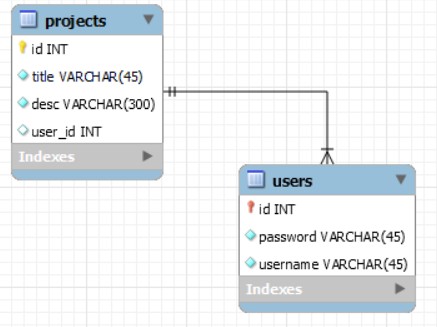 projects
id INT
title VARCHAR(45)
desc VARCHAR(300)
user_id INT
Indexes
users
id INT
password VARCHAR(45)
username VARCHAR(45)
Indexes